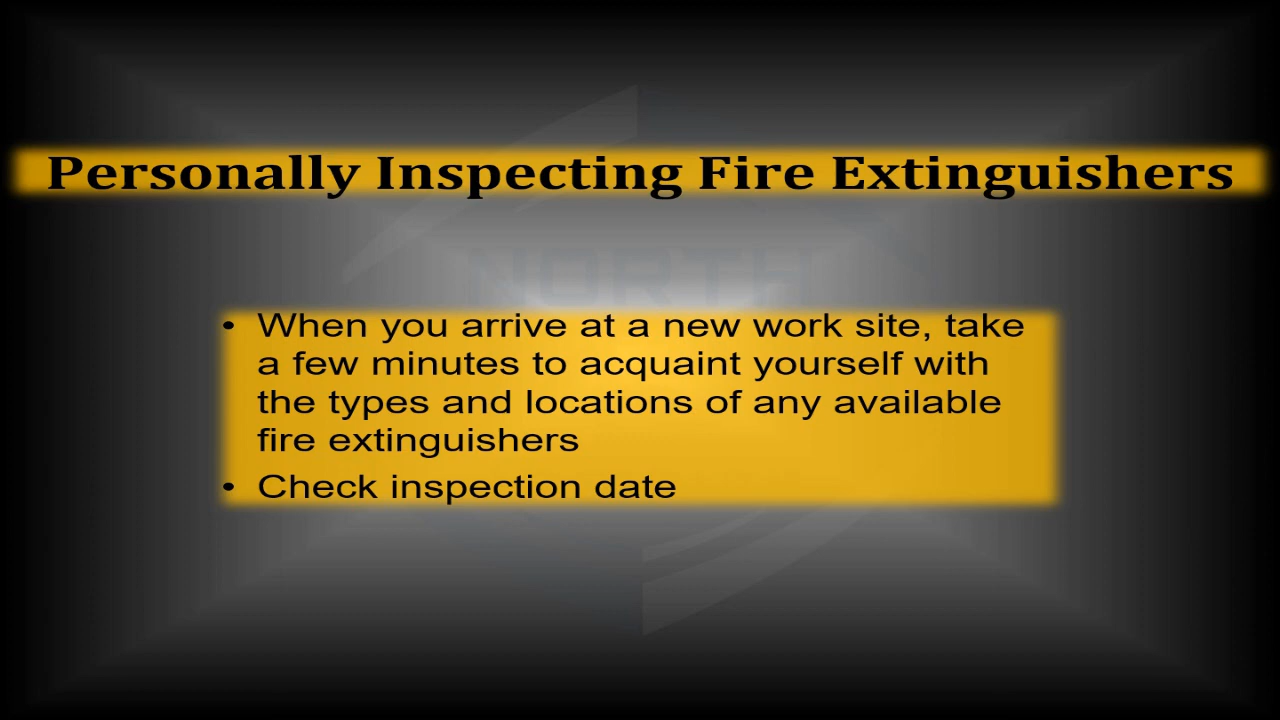 Personally Inspecting Fire Extinguishers
NORTH
• When you arrive at a new work site, take
a few minutes to acquaint yourself with
the types and locations of any available
fire extinguishers
• Check inspection date